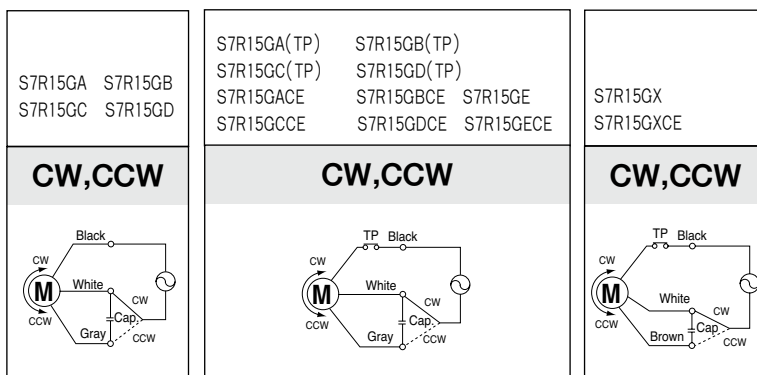 S7R15GA S7R15GB
S7R15GC S7R15GD
CW,CCW
Black
CW
White
CW
M
Cap
CCW
CCW
Gray
S7R15GA(TP) S7R15GB(TP)
S7R15GC(TP) S7R15GD(TP)
S7R15GACE S7R15GBCE S7R15GE
S7R15GCCE S7R15GDCE S7R15GECE
CW,CCW
TP Black
CW
White
CW
M
Cap
CCW
CCW
Gray
S7R15GX
S7R15GXCE
CW,CCW
TP Black
CW
M
White
CW
CCW
Cap
CCW
Brown